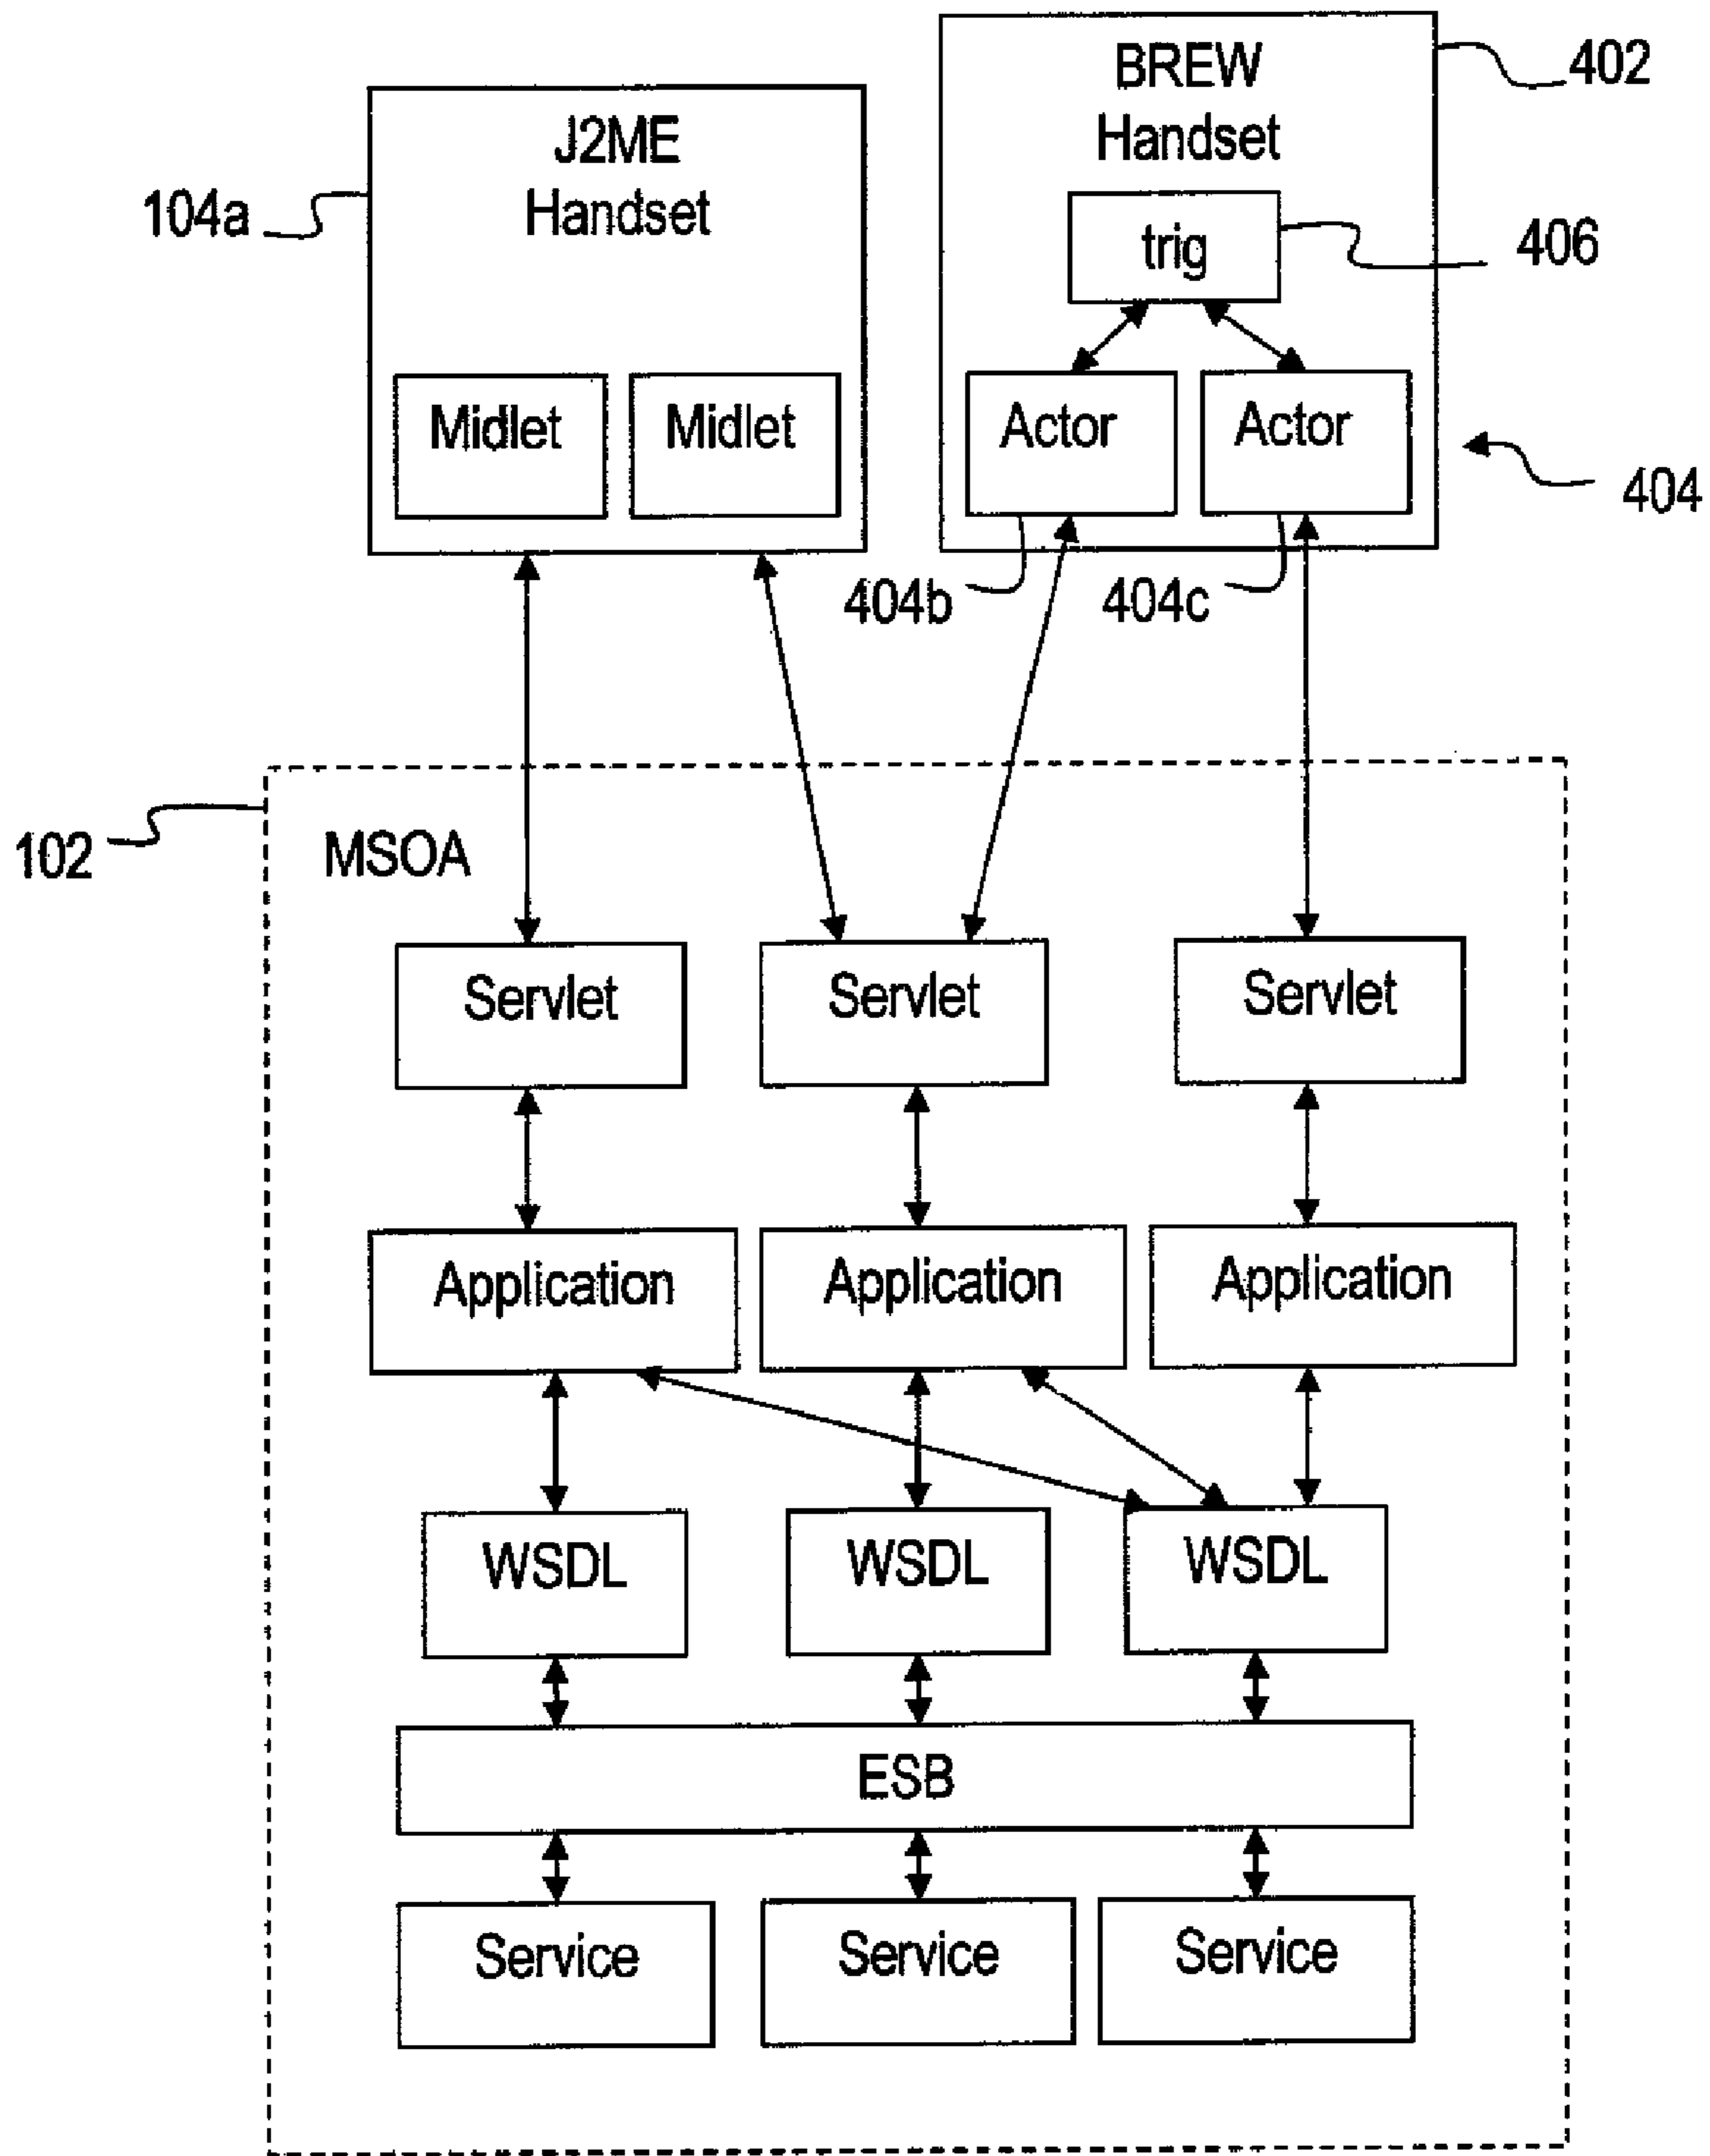 BREW
Handset
402
J2ME
Handset
104a
trig
406
Midlet
Midlet
Actor
Actor
404
404b
404c
102
MSOA
Servlet
Servlet
Servlet
Application
Application
Application
WSDL
WSDL
WSDL
ESB
Service
Service
Service